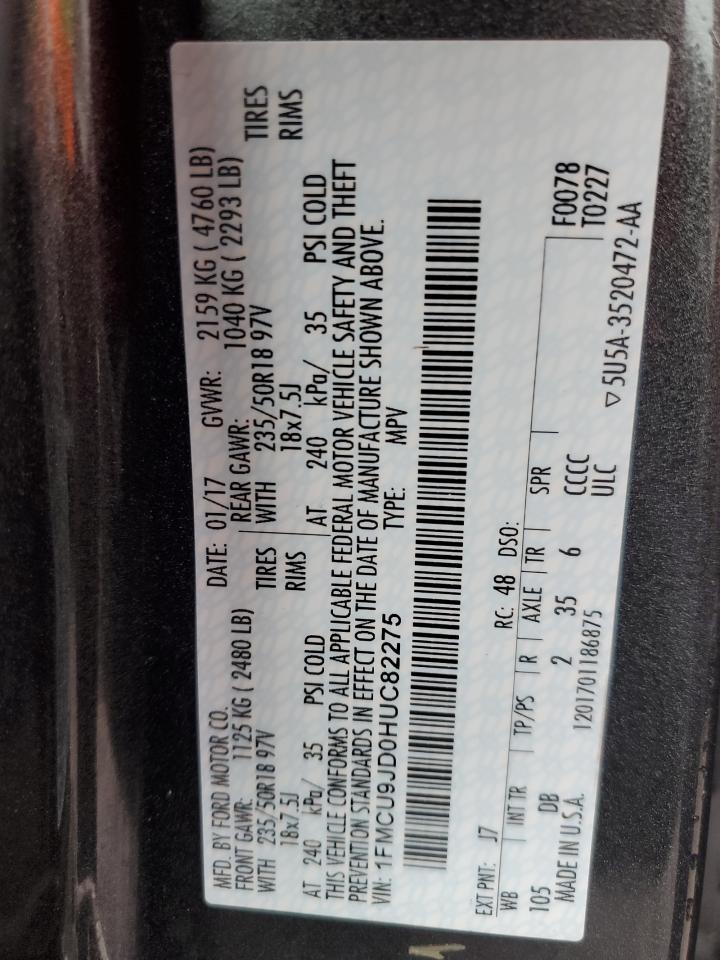 MFD. BY FORD MOTOR CO.
DATE: 01/17 GVWR: 2159 KG ( 4760 LB)
FRONT GAWR: 1125 KG ( 2480 LB)
REAR GAWR: 1040 KG ( 2293 LB)
WITH 235/50R18 97V TIRES
WITH 235/50R18 97V TIRES
18x7.5J RIMS
18x7.5J RIMS
AT 240 kPa/ 35 PSI COLD
AT 240 kPa/ 35 PSI COLD
THIS VEHICLE CONFORMS TO ALL APPLICABLE FEDERAL MOTOR VEHICLE SAFETY AND THEFT
PREVENTION STANDARDS IN EFFECT ON THE DATE OF MANUFACTURE SHOWN ABOVE.
VIN: 1FMCU9JD0HUC82275 TYPE: MPV
EXT PNT: J7 RC: 48 DSO:
WB INT TR TP/PS R AXLE TR SPR F0078
105 DB 2 35 6 CCCC T0227
MADE IN U.S.A. 1201701186875 ULC
▽5U5A-3520472-AA